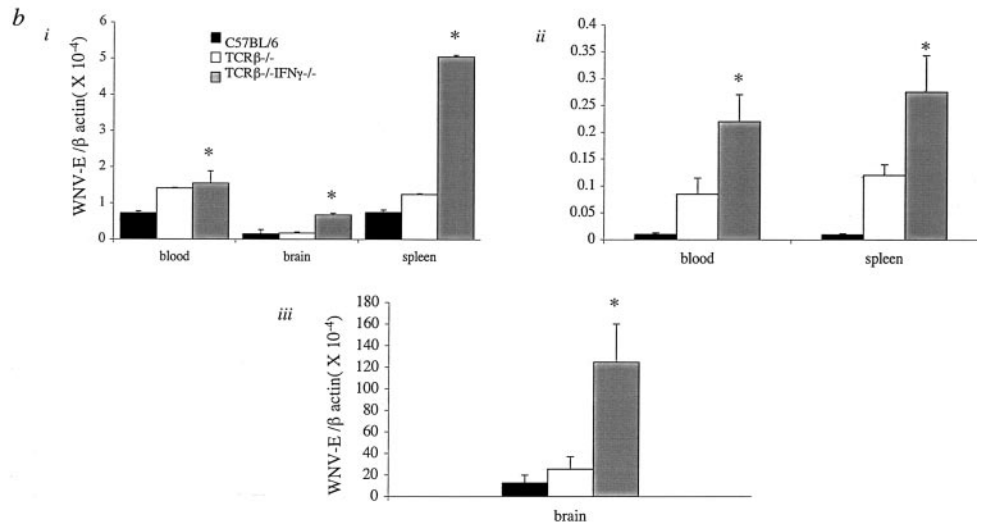 b
i
WNV-E /β actin( X 10-4)
6
5
4
3
2
1
0
C57BL/6
TCRβ-/-
TCRβ-/-IFNγ-/-
*
*
*
blood brain spleen
ii
0.4
0.35
0.3
0.25
0.2
0.15
0.1
0.05
0
*
*
blood spleen
iii
WNV-E /β actin( X 10-4)
180
160
140
120
100
80
60
40
20
0
*
brain